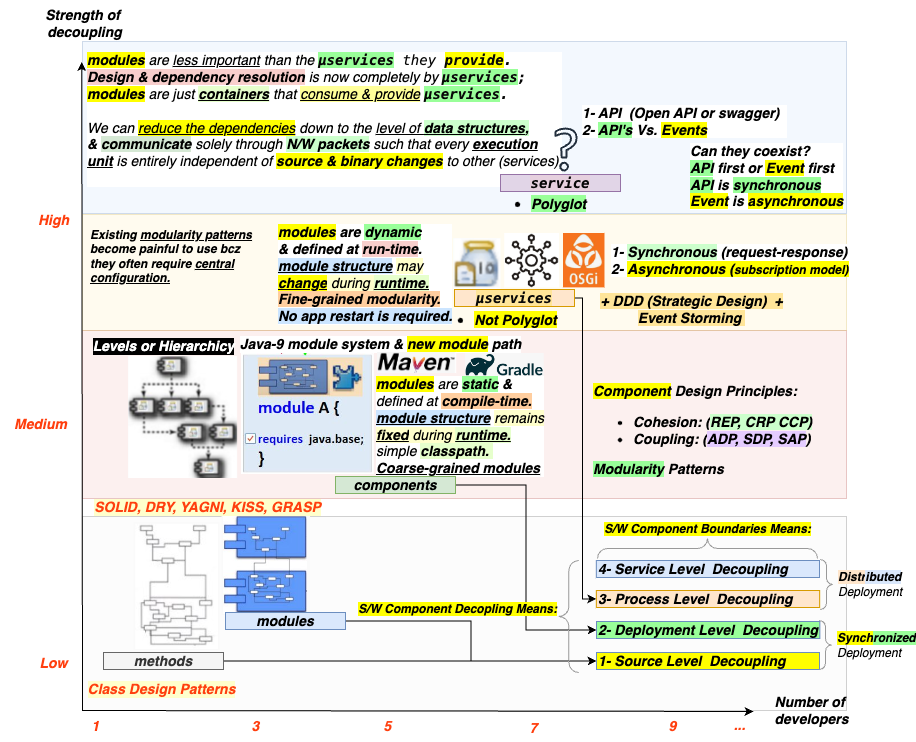 Strength of
decoupling
modules are less important than the µservices they provide.
Design & dependency resolution is now completely by µservices;
modules are just containers that consume & provide µservices.
We can reduce the dependencies down to the level of data structures,
& communicate solely through N/W packets such that every execution
unit is entirely independent of source & binary changes to other (services)
1- API (Open API or swagger)
2- API's Vs. Events
?
Can they coexist?
API first or Event first
API is synchronous
Event is asynchronous
service
• Polyglot
High
Existing modularity patterns
become painful to use bcz
they often require central
configuration.
modules are dynamic
& defined at run-time.
module structure may
change during runtime.
Fine-grained modularity.
No app restart is required.
OSGi
1- Synchronous (request-response)
2- Asynchronous (subscription model)
µservices
• Not Polyglot
+ DDD (Strategic Design) +
Event Storming
Levels or Hierarchicy
Java-9 module system & new module path
Maven™
Gradle
module A {
requires java.base;
}
modules are static &
defined at compile-time.
module structure remains
fixed during runtime.
simple classpath.
Coarse-grained modules
components
Medium
Component Design Principles:
• Cohesion: (REP, CRP CCP)
• Coupling: (ADP, SDP, SAP)
Modularity Patterns
SOLID, DRY, YAGNI, KISS, GRASP
S/W Component Boundaries Means:
4- Service Level Decoupling
3- Process Level Decoupling
2- Deployment Level Decoupling
1- Source Level Decoupling
Distributed
Deployment
Synchronized
Deployment
S/W Component Decopling Means:
modules
methods
Low
Class Design Patterns
Number of
developers
1 3 5 7 9 ...